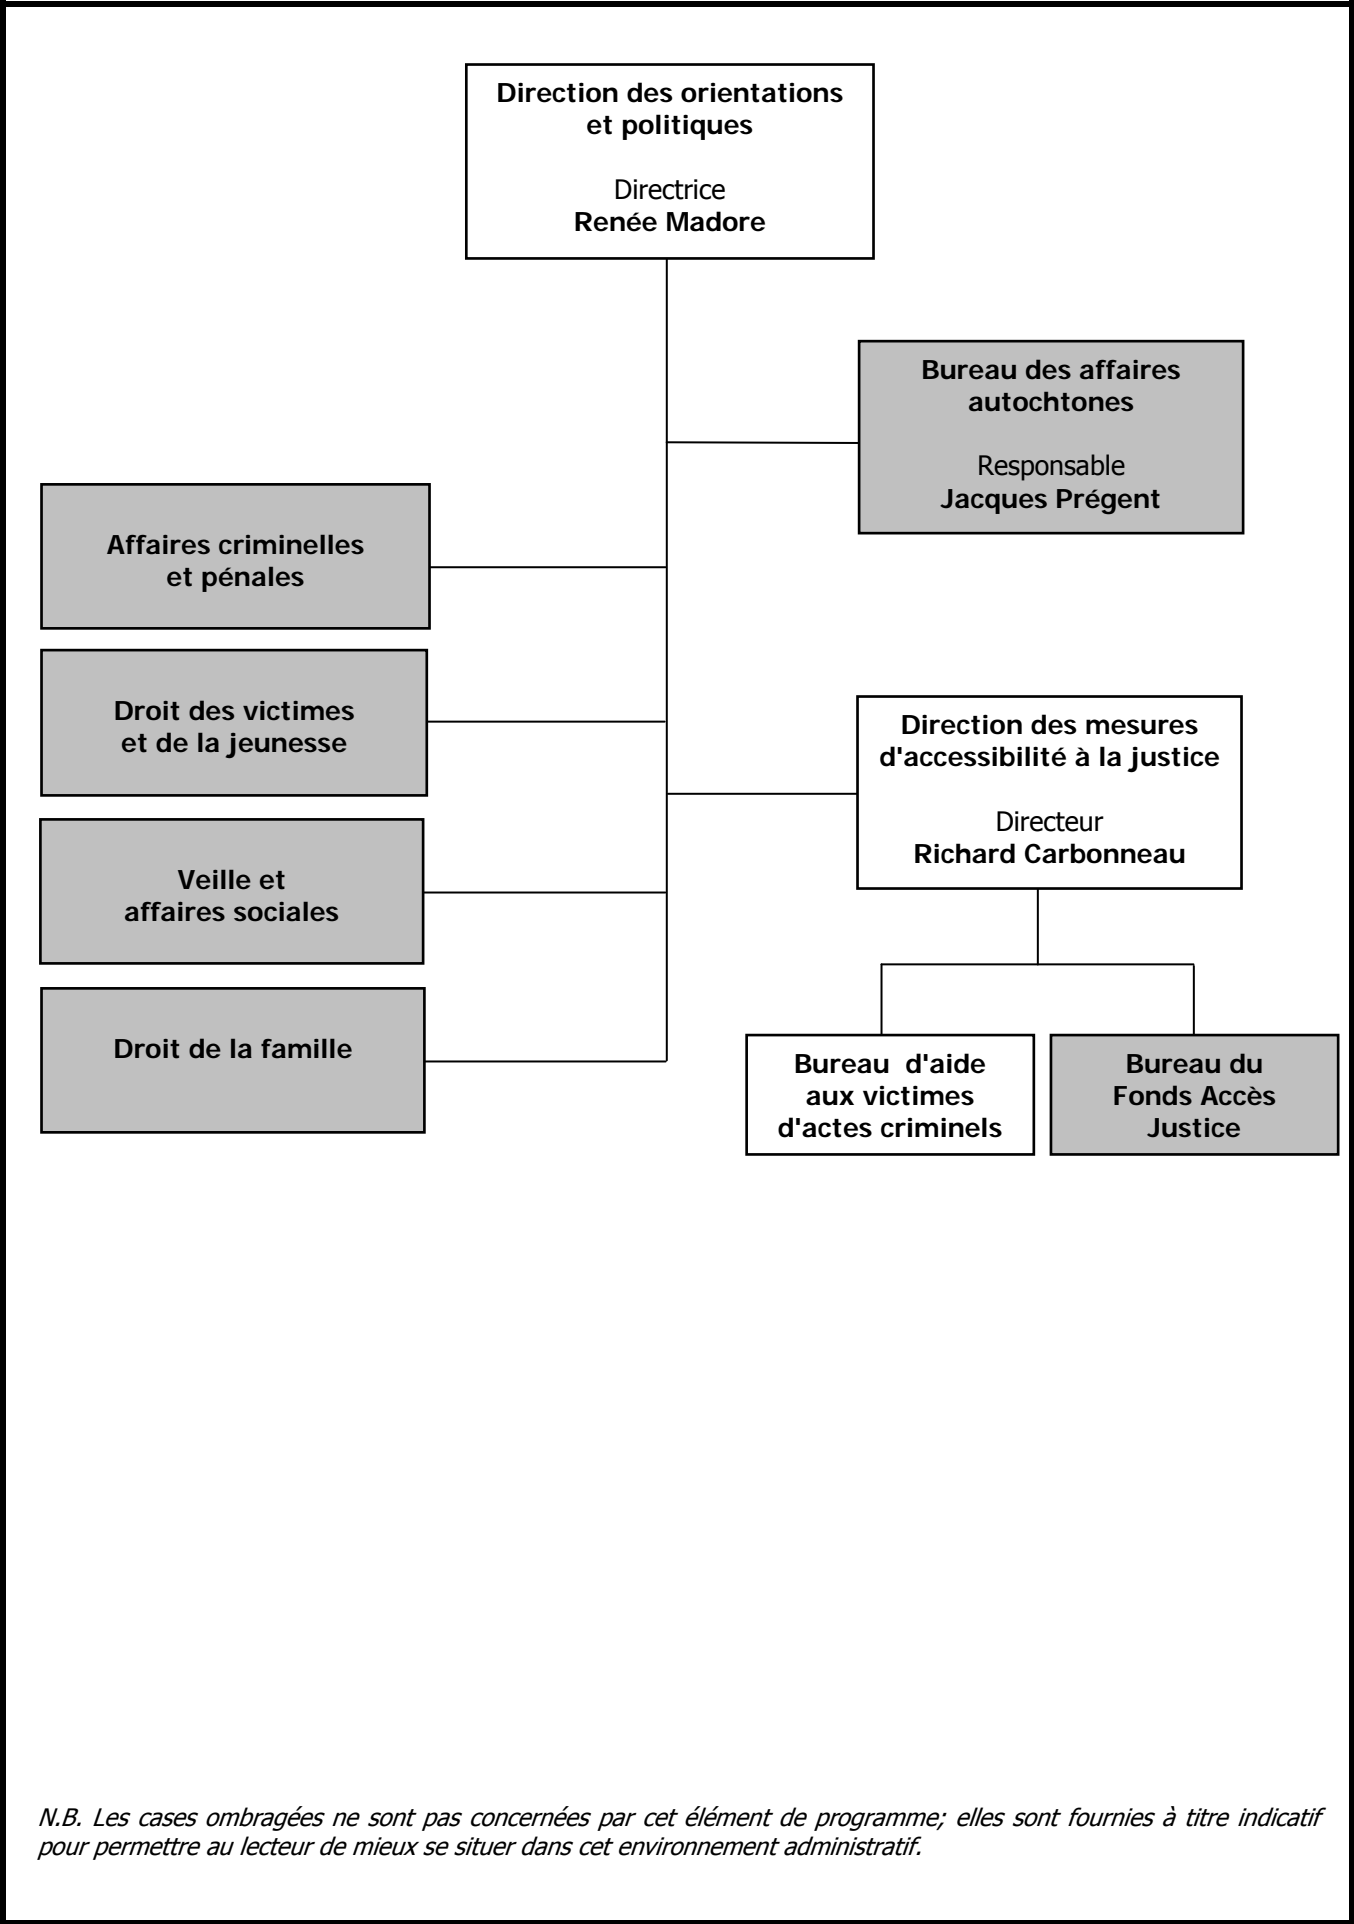 Direction des orientations
et politiques
Directrice
Renée Madore
Bureau des affaires
autochtones
Responsable
Jacques Prégent
Affaires criminelles
et pénales
Droit des victimes
et de la jeunesse
Direction des mesures
d'accessibilité à la justice
Directeur
Richard Carbonneau
Veille et
affaires sociales
Droit de la famille
Bureau  d'aide
aux victimes
d'actes criminels
Bureau du
Fonds Accès
Justice
N.B. Les cases ombragées ne sont pas concernées par cet élément de programme; elles sont fournies à titre indicatif
pour permettre au lecteur de mieux se situer dans cet environnement administratif.